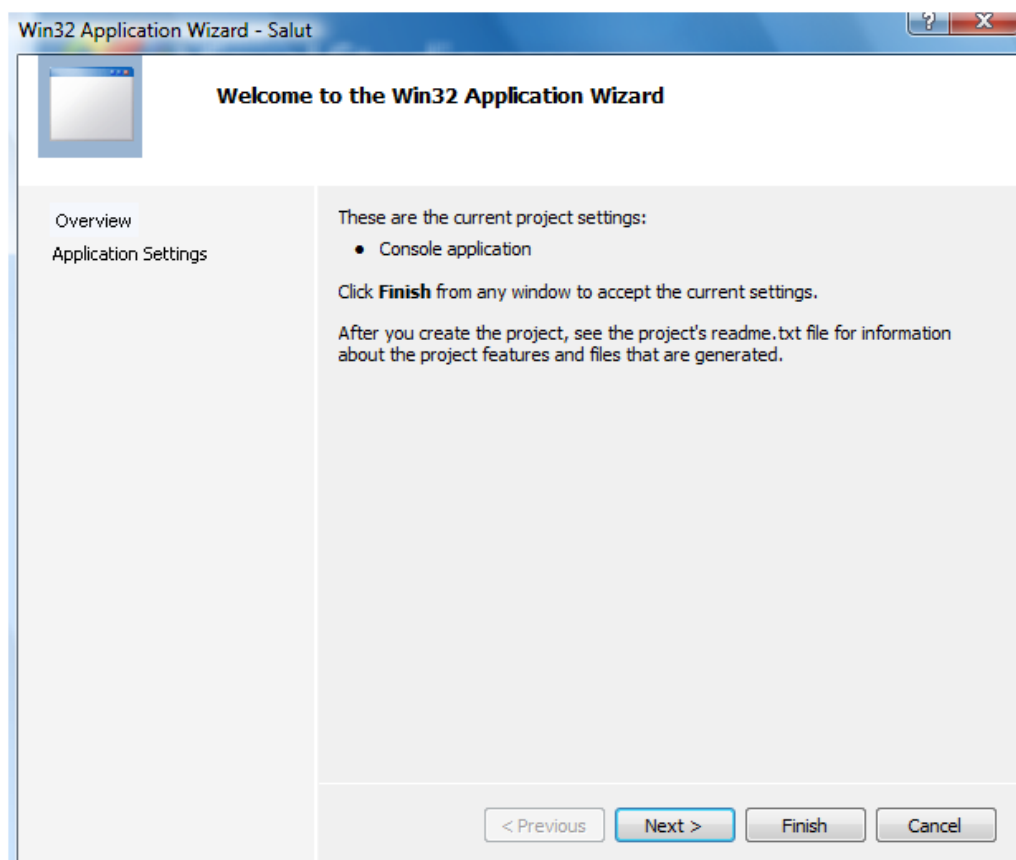 Win32 Application Wizard - Salut
Welcome to the Win32 Application Wizard
Overview
Application Settings
These are the current project settings:
• Console application
Click Finish from any window to accept the current settings.
After you create the project, see the project's readme.txt file for information
about the project features and files that are generated.
< Previous
Next >
Finish
Cancel